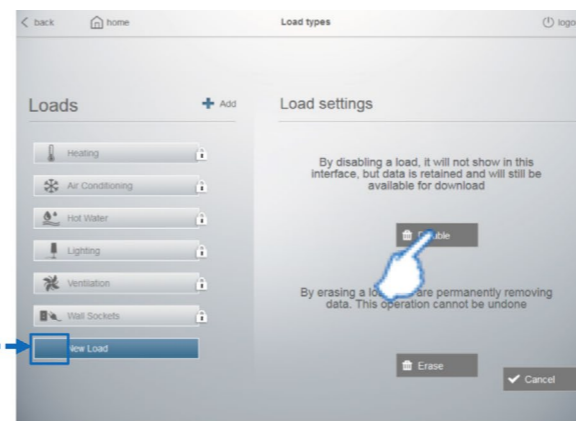 back
home
Load types
logo
Loads
Add
Load settings
Heating
Air Conditioning
Hot Water
Lighting
Ventilation
Wall Sockets
New Load
By disabling a load, it will not show in this
interface, but data is retained and will still be
available for download
By erasing a are permanently removing
data. This operation cannot be undone
Erase
Cancel